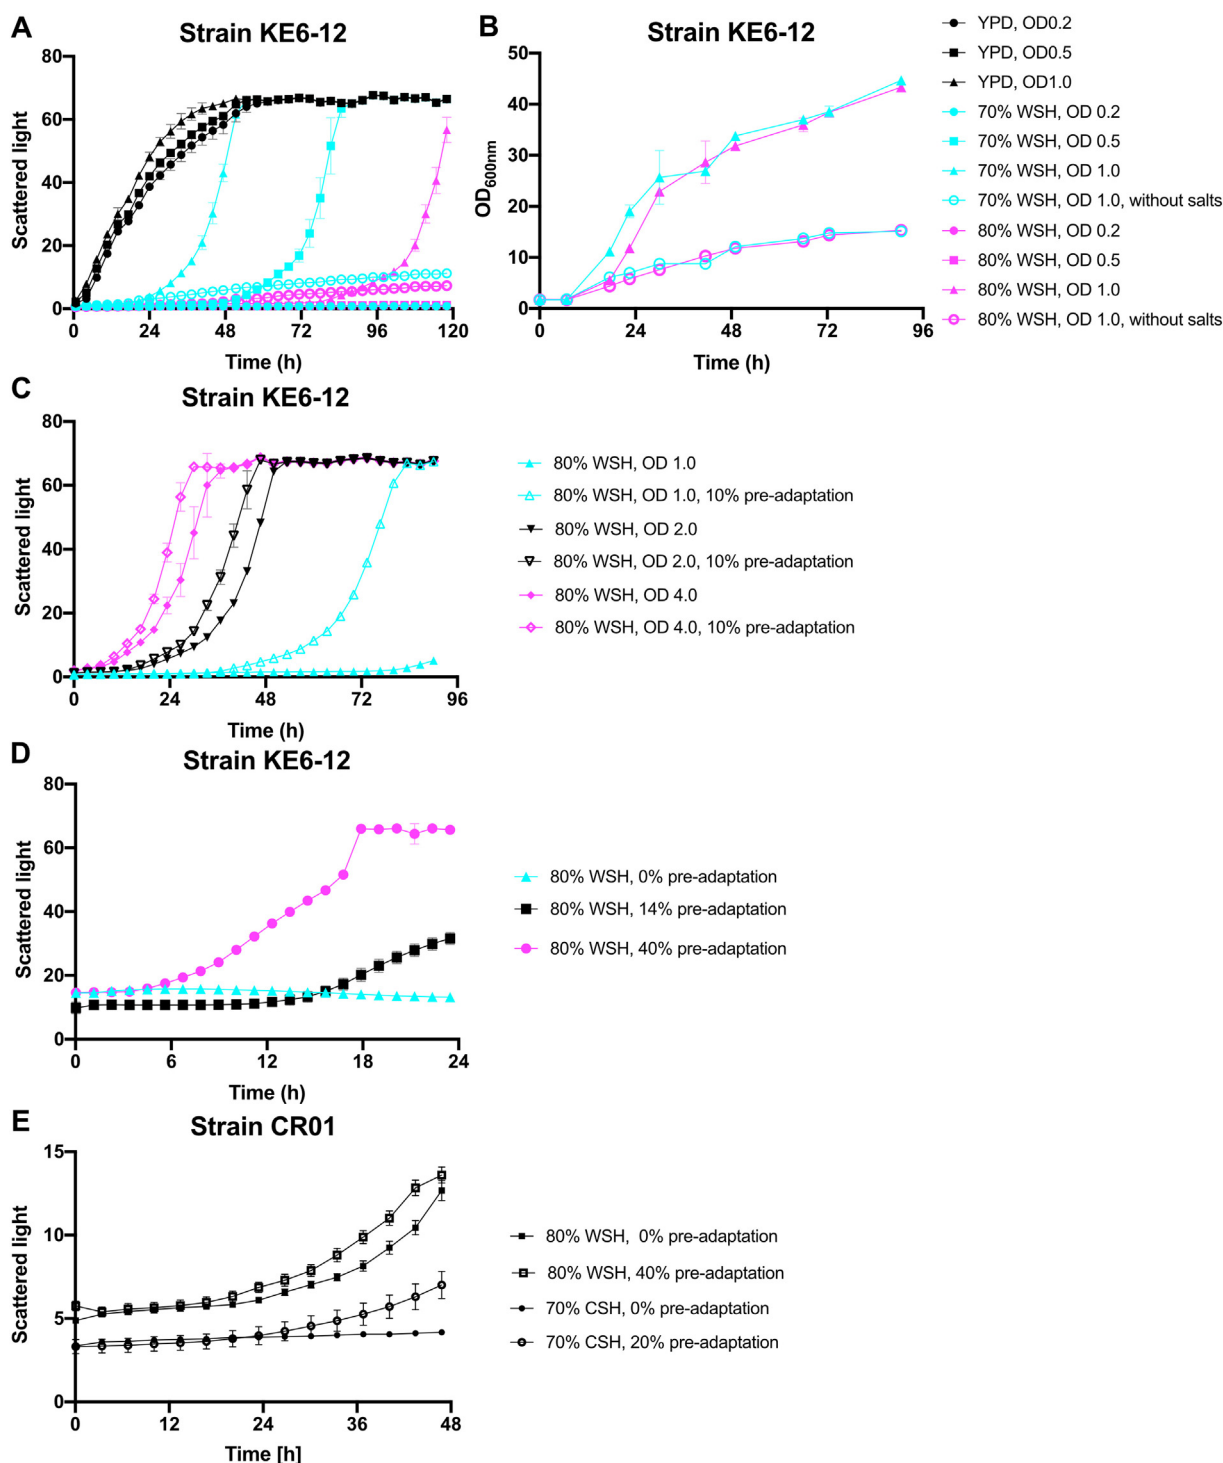 A
Strain KE6-12
80
60
40
20
0
Scattered light
0 24 48 72 96 120
Time (h)
B
Strain KE6-12
50
40
30
20
10
0
OD600nm
0 24 48 72 96
Time (h)
YPD, OD0.2
YPD, OD0.5
YPD, OD1.0
70% WSH, OD 0.2
70% WSH, OD 0.5
70% WSH, OD 1.0
70% WSH, OD 1.0, without salts
80% WSH, OD 0.2
80% WSH, OD 0.5
80% WSH, OD 1.0
80% WSH, OD 1.0, without salts
C
Strain KE6-12
80
60
40
20
0
Scattered light
0 24 48 72 96
Time (h)
80% WSH, OD 1.0
80% WSH, OD 1.0, 10% pre-adaptation
80% WSH, OD 2.0
80% WSH, OD 2.0, 10% pre-adaptation
80% WSH, OD 4.0
80% WSH, OD 4.0, 10% pre-adaptation
D
Strain KE6-12
80
60
40
20
0
Scattered light
0 6 12 18 24
Time (h)
80% WSH, 0% pre-adaptation
80% WSH, 14% pre-adaptation
80% WSH, 40% pre-adaptation
E
Strain CR01
15
10
5
0
Scattered light
0 12 24 36 48
Time [h]
80% WSH, 0% pre-adaptation
80% WSH, 40% pre-adaptation
70% CSH, 0% pre-adaptation
70% CSH, 20% pre-adaptation